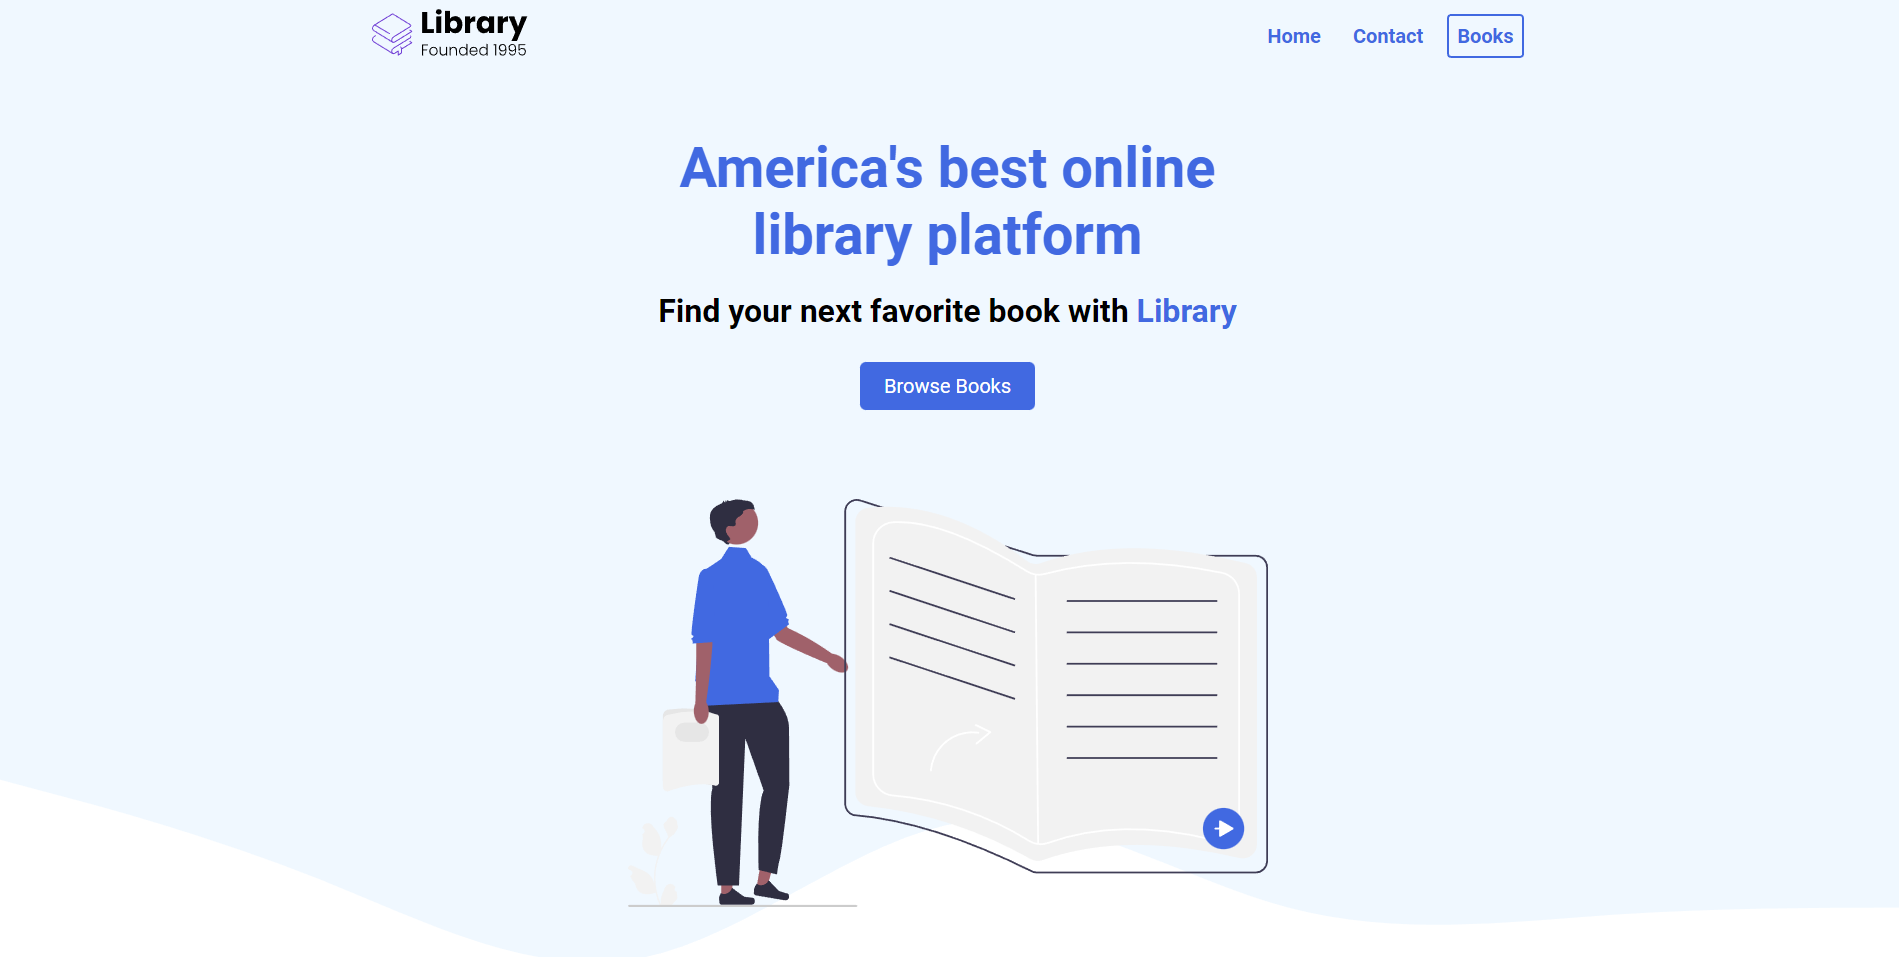 Library
Founded 1995
Home
Contact
Books
America's best online
library platform
Find your next favorite book with Library
Browse Books